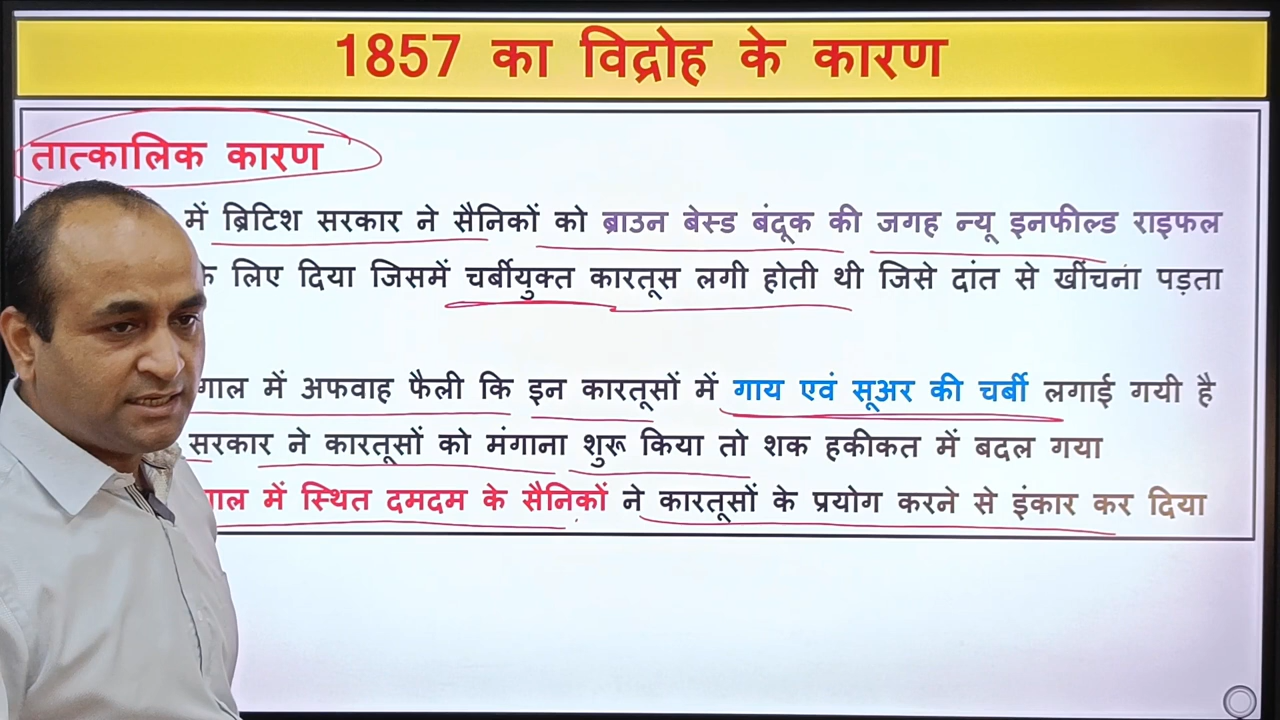 1857 का विद्रोह के कारण
तात्कालिक कारण
में ब्रिटिश सरकार ने सैनिकों को ब्राउन बेस्ड बंदूक की जगह न्यू इनफील्ड राइफल
लिए दिया जिसमें चर्बीयुक्त कारतूस लगी होती थी जिसे दांत से खींचना पड़ता
में अफवाह फैली कि इन कारतूसों में गाय एवं सूअर की चर्बी लगाई गयी है
सरकार ने कारतूसों को मंगाना शुरू किया तो शक हकीकत में बदल गया
में स्थित दमदम के सैनिकों ने कारतूसों के प्रयोग करने से इंकार कर दिया